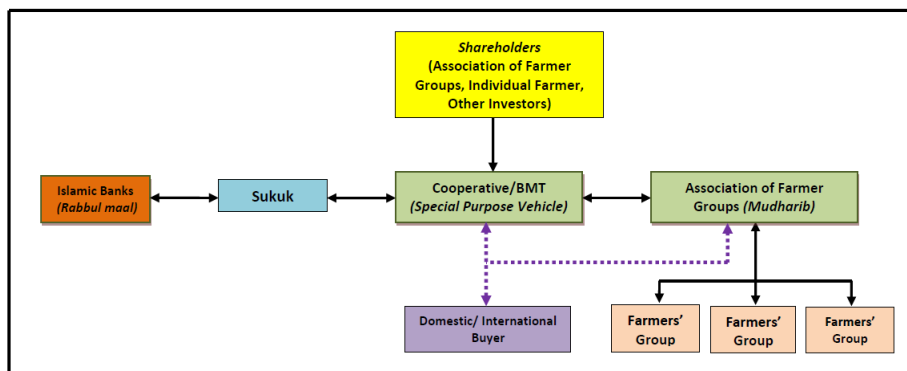 Shareholders
(Association of Farmer
Groups, Individual Farmer,
Other Investors)
Islamic Banks
(Rabbul maal)
Sukuk
Cooperative/BMT
(Special Purpose Vehicle)
Association of Farmer
Groups (Mudharib)
Domestic/ International
Buyer
Farmers’
Group
Farmers’
Group
Farmers’
Group